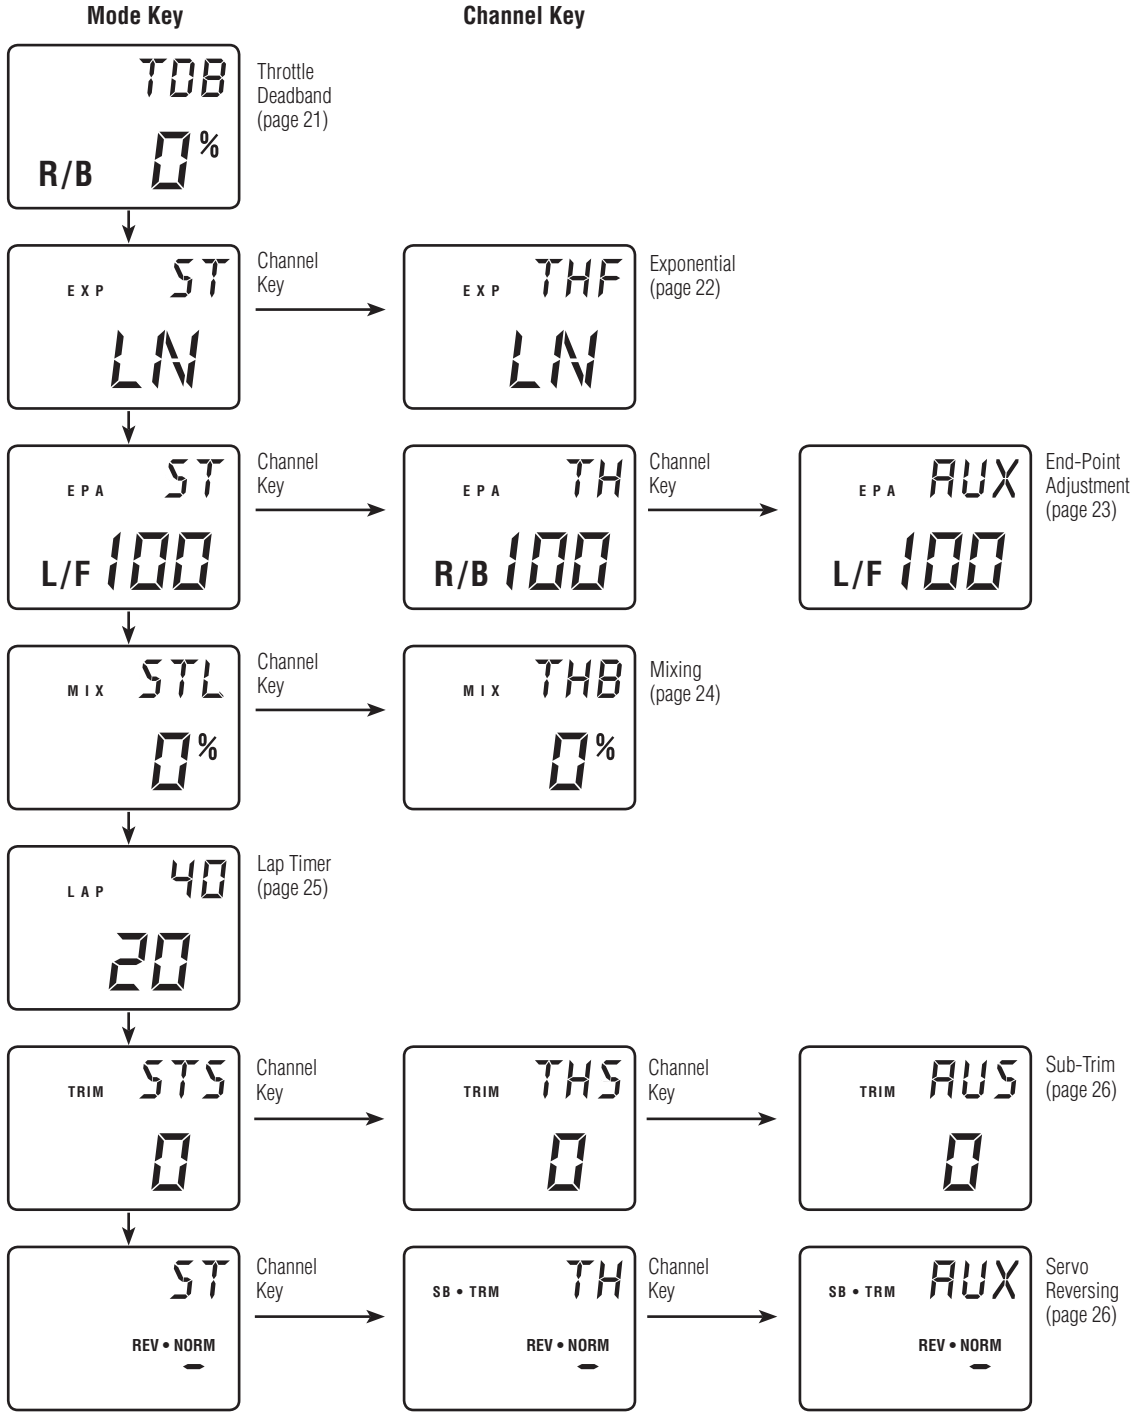 Mode Key
Channel Key
TDB
0%
R/B
Throttle
Deadband
(page 21)
EXP ST
LN
Channel
Key
EXP THF
LN
Exponential
(page 22)
EPA ST
L/F 100
Channel
Key
EPA TH
R/B 100
Channel
Key
EPA AUX
L/F 100
End-Point
Adjustment
(page 23)
MIX STL
0%
Channel
Key
MIX THB
0%
Mixing
(page 24)
LAP 40
20
Lap Timer
(page 25)
TRIM STS
0
Channel
Key
TRIM THS
0
Channel
Key
TRIM AUS
0
Sub-Trim
(page 26)
ST
REV • NORM
Channel
Key
SB • TRM TH
REV • NORM
Channel
Key
SB • TRM AUX
REV • NORM
Servo
Reversing
(page 26)